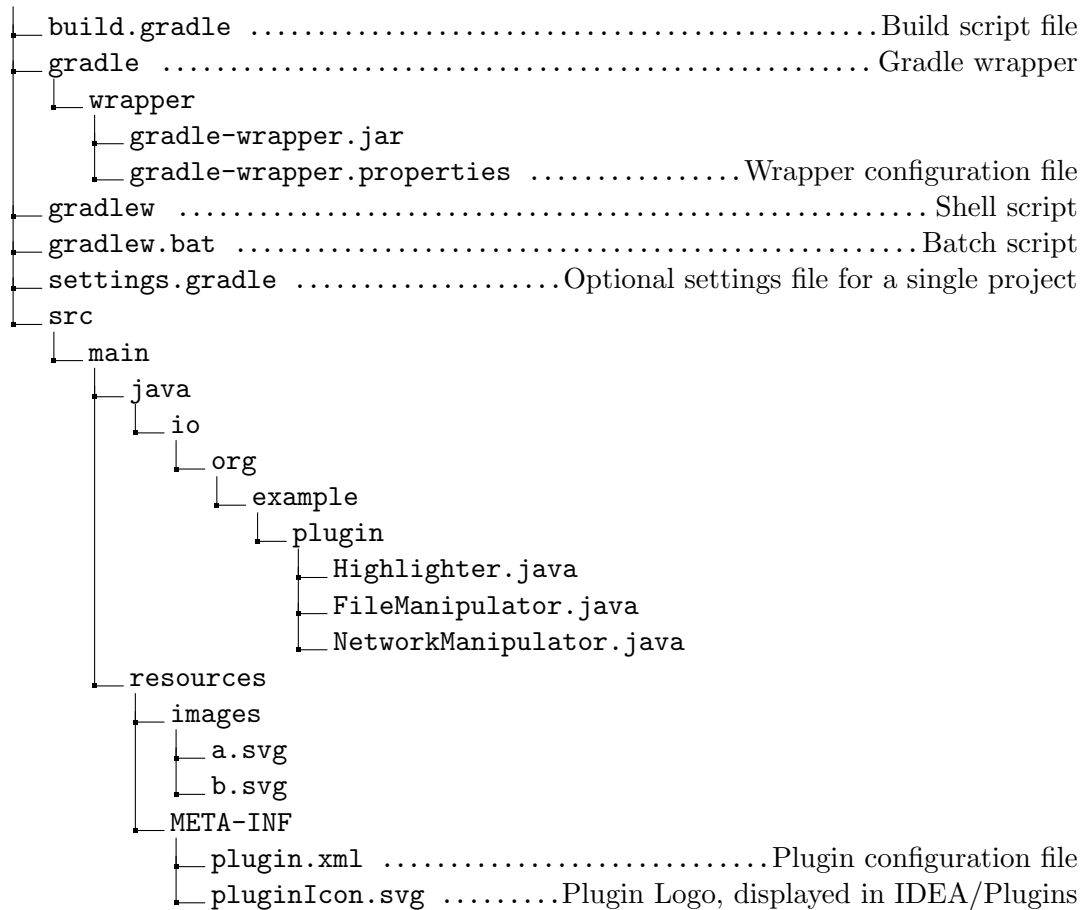 build.gradle ................................................Build script file
gradle ...................................................... Gradle wrapper
wrapper
gradle-wrapper.jar
gradle-wrapper.properties ................Wrapper configuration file
gradlew ......................................................... Shell script
gradlew.bat ....................................................Batch script
settings.gradle ....................Optional settings file for a single project
src
main
java
io
org
example
plugin
Highlighter.java
FileManipulator.java
NetworkManipulator.java
resources
images
a.svg
b.svg
META-INF
plugin.xml .............................Plugin configuration file
pluginIcon.svg .........Plugin Logo, displayed in IDEA/Plugins